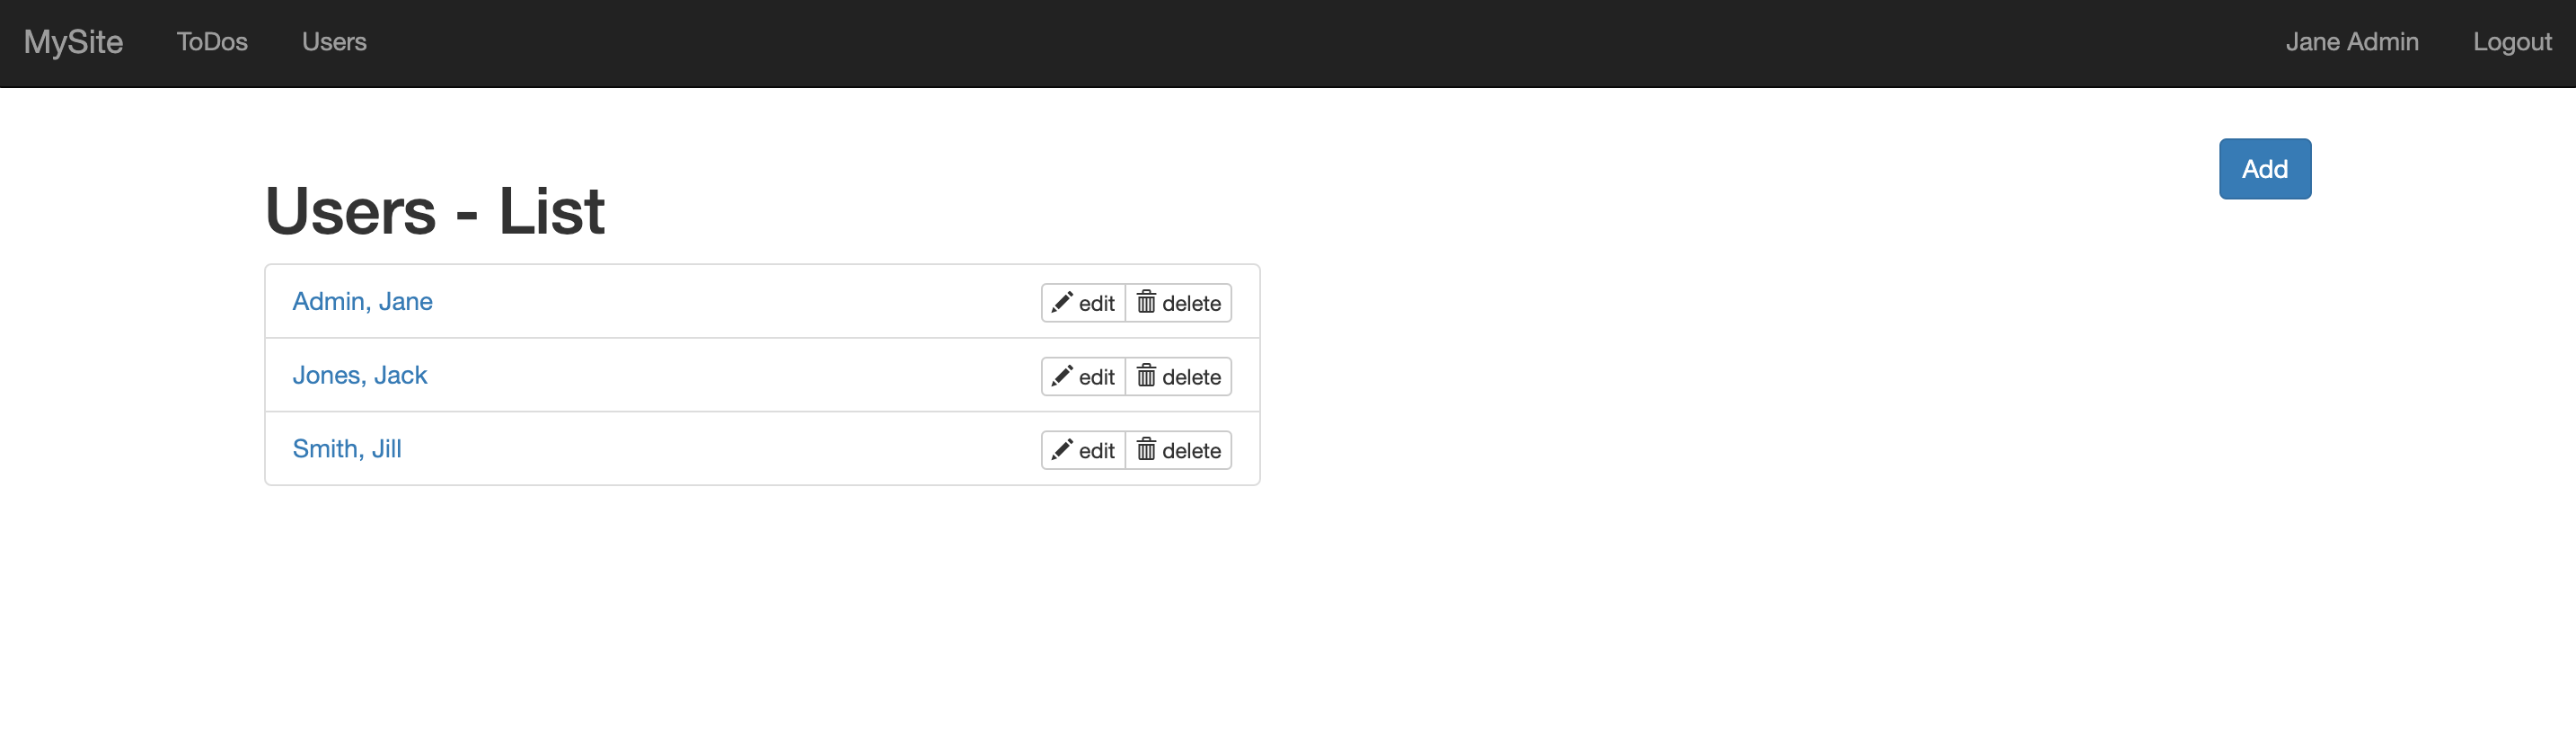 MySite ToDos Users Jane Admin Logout
Add
Users - List
Admin, Jane edit delete
Jones, Jack edit delete
Smith, Jill edit delete